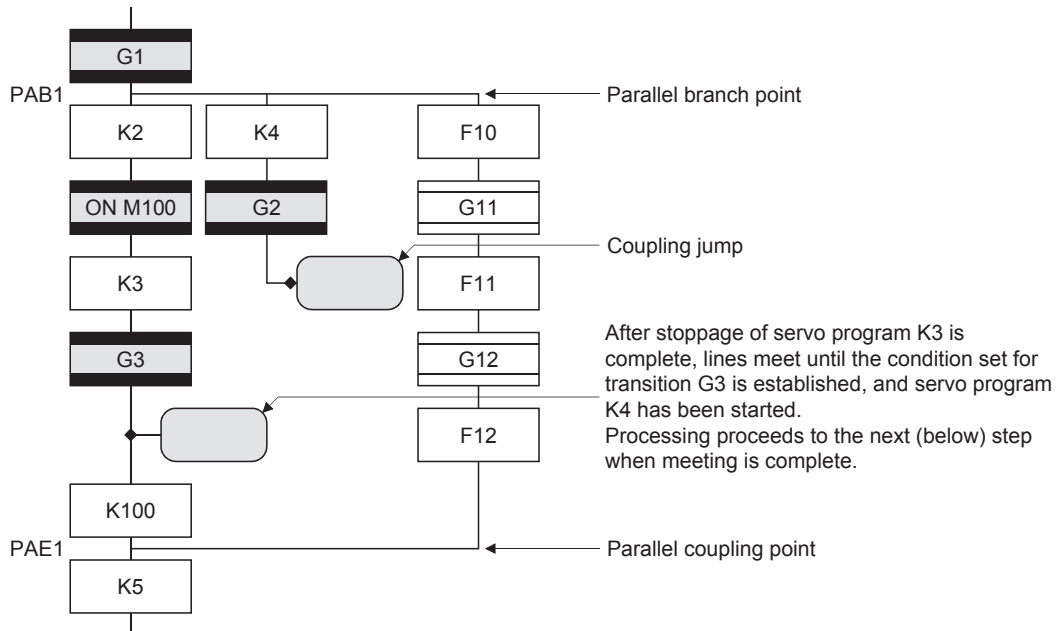 G1
PAB1
Parallel branch point
K2
K4
F10
ON M100
G2
G11
Coupling jump
K3
F11
G3
G12
After stoppage of servo program K3 is
complete, lines meet until the condition set for
transition G3 is established, and servo program
K4 has been started.
Processing proceeds to the next (below) step
when meeting is complete.
F12
K100
PAE1
Parallel coupling point
K5